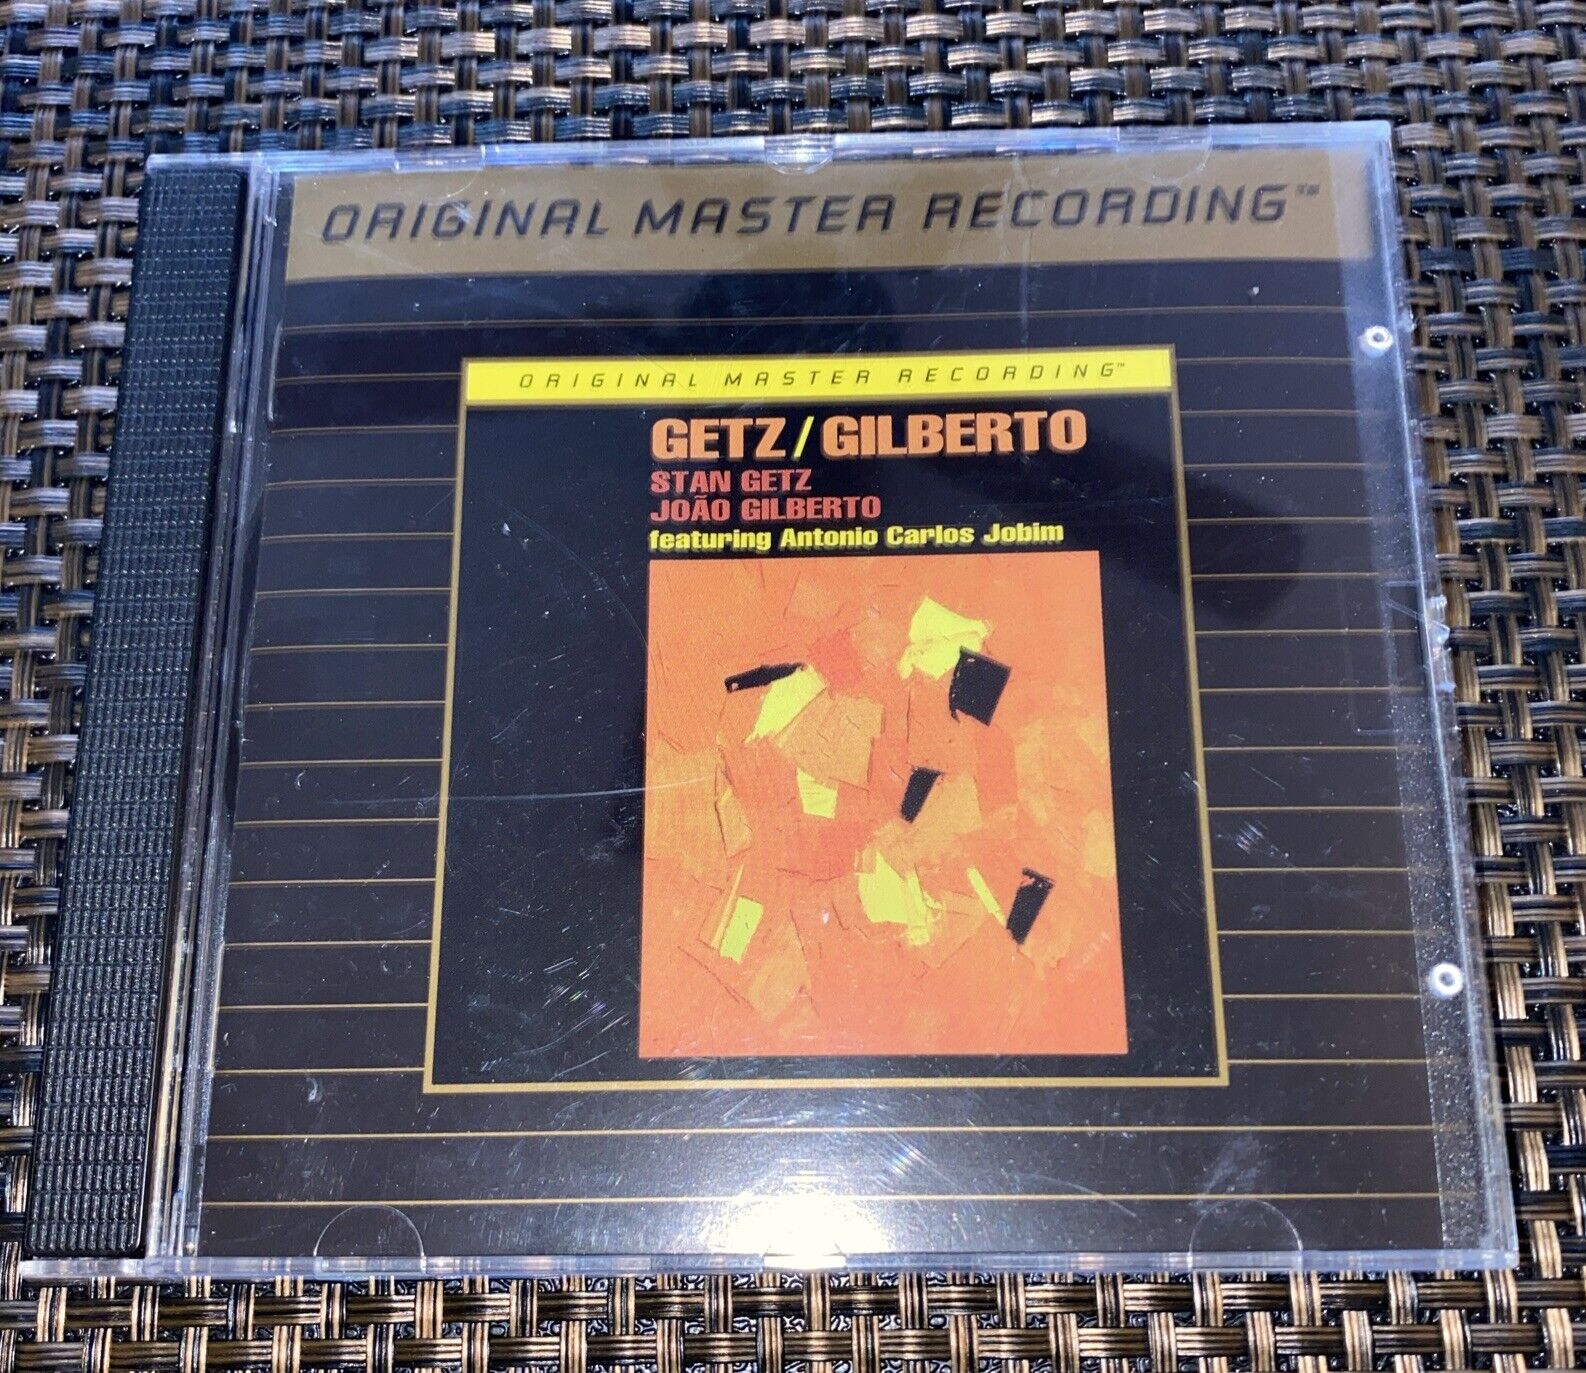 ORIGINAL MASTER RECORDING™
ORIGINAL MASTER RECORDING™
GETZ/GILBERTO
STAN GETZ
JOÃO GILBERTO
featuring Antonio Carlos Jobim